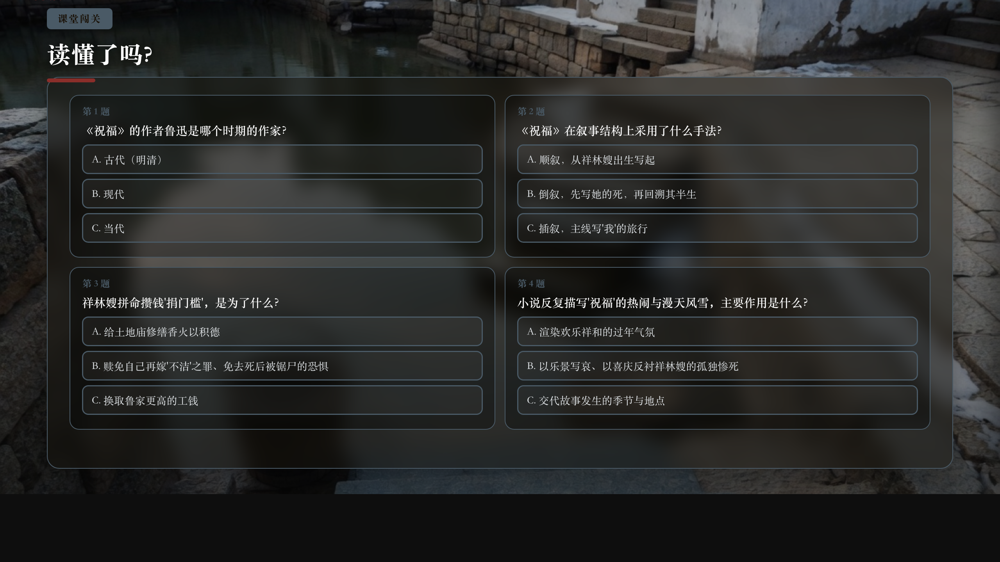 课堂闯关
读懂了吗?
第 1 题
《祝福》的作者鲁迅是哪个时期的作家?
A. 古代（明清）
B. 现代
C. 当代
第 2 题
《祝福》在叙事结构上采用了什么手法?
A. 顺叙，从祥林嫂出生写起
B. 倒叙，先写她的死，再回溯其半生
C. 插叙，主线写'我'的旅行
第 3 题
祥林嫂拼命攒钱'捐门槛'，是为了什么?
A. 给土地庙修缮香火以积德
B. 赎免自己再嫁'不洁'之罪、免去死后被锯尸的恐惧
C. 换取鲁家更高的工钱
第 4 题
小说反复描写'祝福'的热闹与漫天风雪，主要作用是什么?
A. 渲染欢乐祥和的过年气氛
B. 以乐景写哀、以喜庆反衬祥林嫂的孤独惨死
C. 交代故事发生的季节与地点